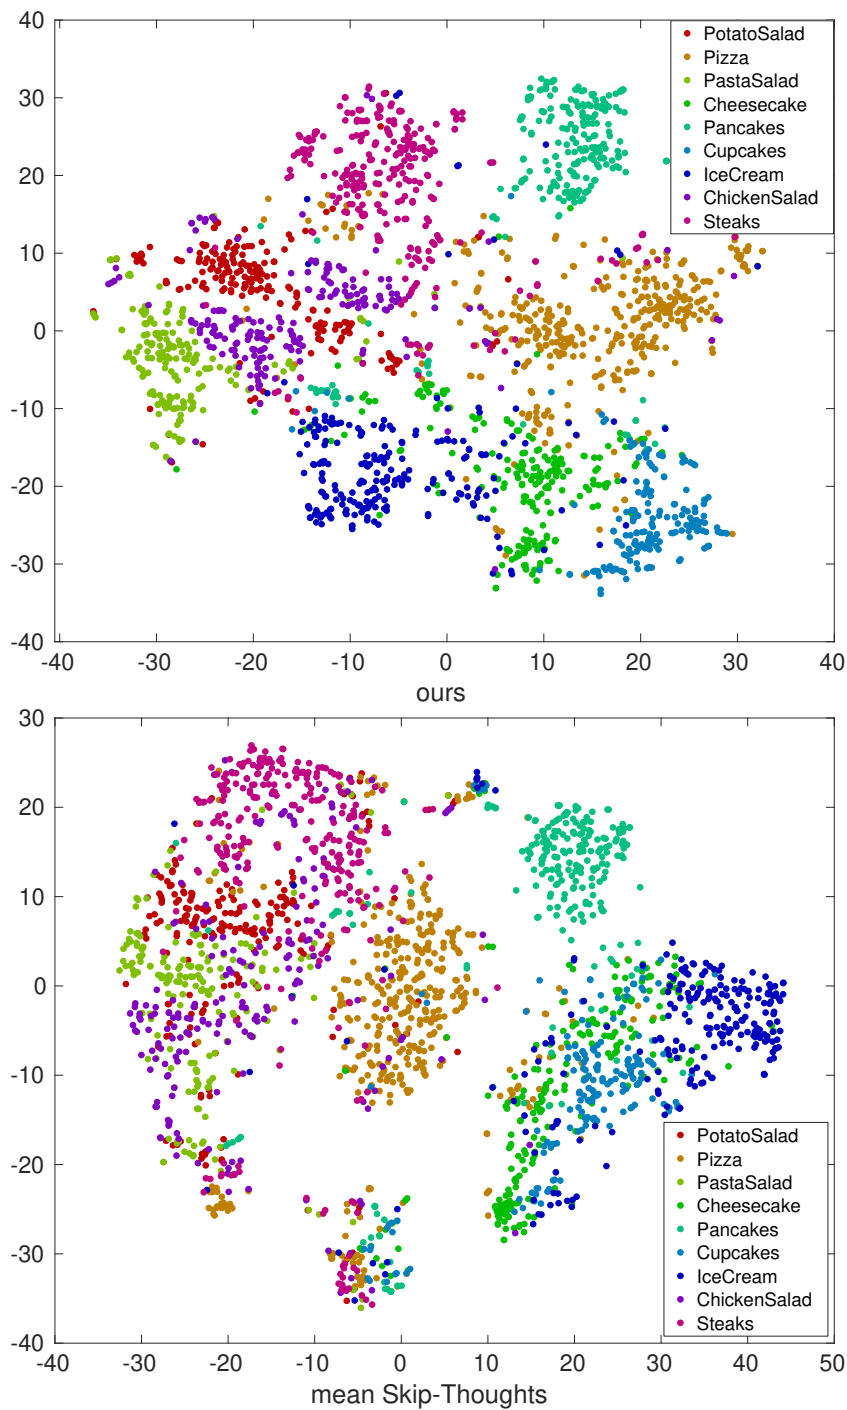 40
30
20
10
0
-10
-20
-30
-40
-40 -30 -20 -10 0 10 20 30 40
ours
PotatoSalad
Pizza
PastaSalad
Cheesecake
Pancakes
Cupcakes
IceCream
ChickenSalad
Steaks
30
20
10
0
-10
-20
-30
-40
-40 -30 -20 -10 0 10 20 30 40 50
mean Skip-Thoughts
PotatoSalad
Pizza
PastaSalad
Cheesecake
Pancakes
Cupcakes
IceCream
ChickenSalad
Steaks